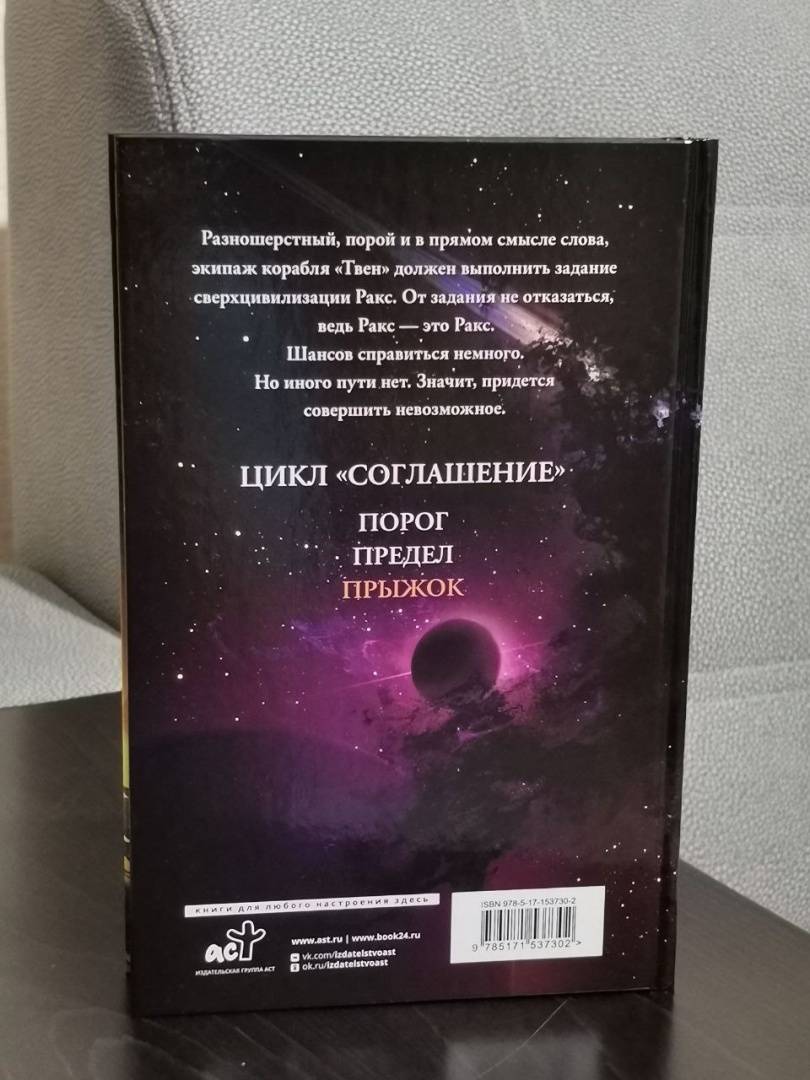 Разношерстный, порой и в прямом смысле слова,
экипаж корабля «Твен» должен выполнить задание
сверхцивилизации Ракс. От задания не отказаться,
ведь Ракс — это Ракс.
Шансов справиться немного.
Но иного пути нет. Значит, придется
совершить невозможное.
ЦИКЛ «СОГЛАШЕНИЕ»
ПОРОГ
ПРЕДЕЛ
ПРЫЖОК
книги для любого настроения здесь
аст
ИЗДАТЕЛЬСКАЯ ГРУППА АСТ
www.ast.ru | www.book24.ru
vk.com/izdatelstvoast
ok.ru/izdatelstvoast
ISBN 978-5-17-153730-2
9 785171 537302 >